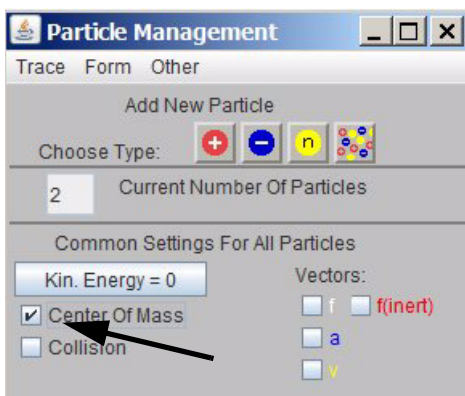 Particle Management
Trace Form Other
Add New Particle
Choose Type: + − n
2 Current Number Of Particles
Common Settings For All Particles
Kin. Energy = 0 Vectors:
Center Of Mass f f(inert)
Collision a
v